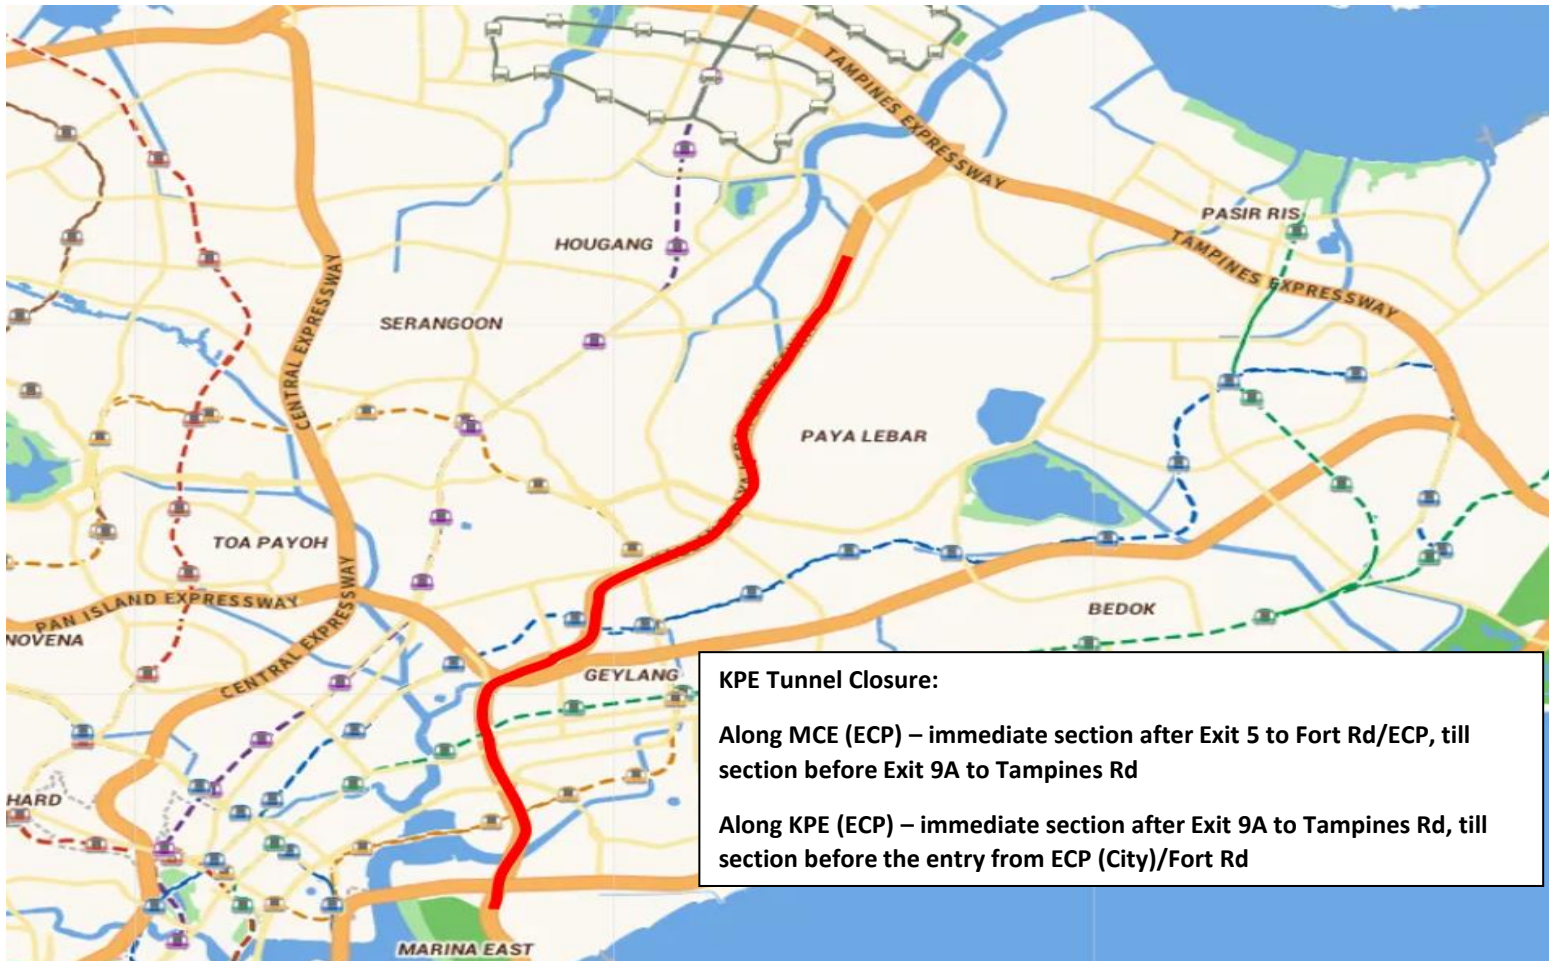 TAMPINES EXPRESSWAY
PASIR RIS
TAMPINES EXPRESSWAY
HOUGANG
CENTRAL EXPRESSWAY
SERANGOON
PAYA LEBAR
TOA PAYOH
PAN ISLAND EXPRESSWAY
CENTRAL EXPRESSWAY
NOVENA
BEDOK
GEYLANG
HARD
MARINA EAST
KPE Tunnel Closure:
Along MCE (ECP) – immediate section after Exit 5 to Fort Rd/ECP, till
section before Exit 9A to Tampines Rd
Along KPE (ECP) – immediate section after Exit 9A to Tampines Rd, till
section before the entry from ECP (City)/Fort Rd